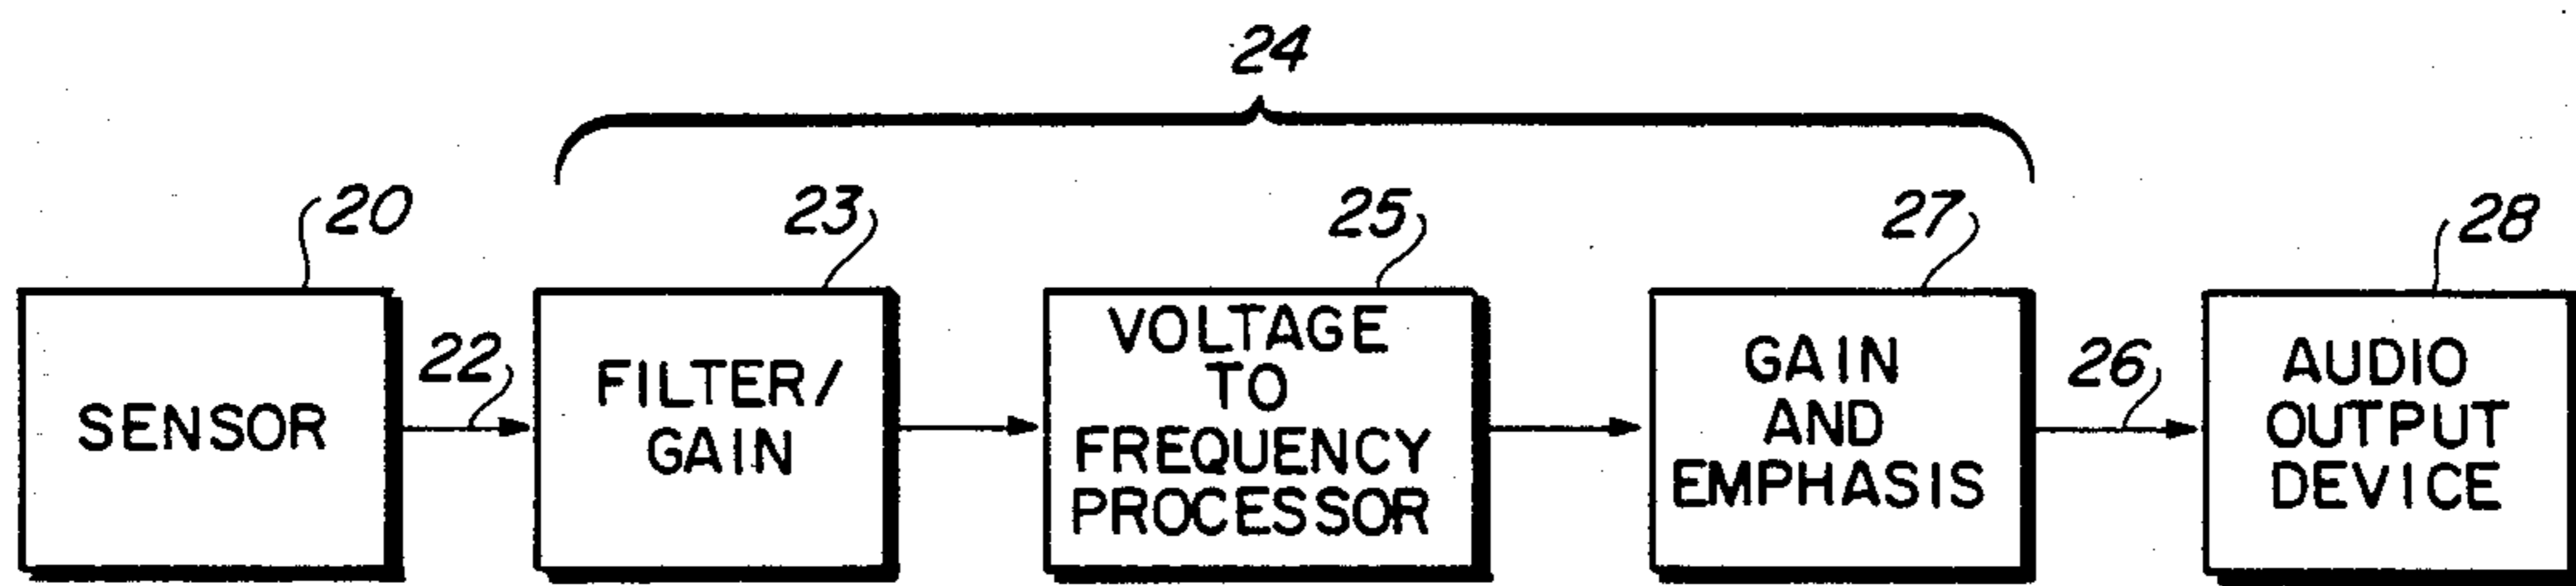 24
20
23
25
27
28
22
26
SENSOR
FILTER/
GAIN
VOLTAGE
TO
FREQUENCY
PROCESSOR
GAIN
AND
EMPHASIS
AUDIO
OUTPUT
DEVICE